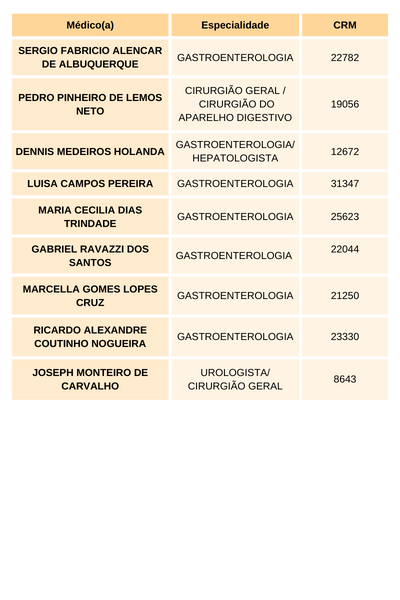 Médico(a) Especialidade CRM
SERGIO FABRICIO ALENCAR
DE ALBUQUERQUE
GASTROENTEROLOGIA
22782
PEDRO PINHEIRO DE LEMOS
NETO
CIRURGIÃO GERAL /
CIRURGIÃO DO
APARELHO DIGESTIVO
19056
DENNIS MEDEIROS HOLANDA
GASTROENTEROLOGIA/
HEPATOLOGISTA
12672
LUISA CAMPOS PEREIRA
GASTROENTEROLOGIA
31347
MARIA CECILIA DIAS
TRINDADE
GASTROENTEROLOGIA
25623
GABRIEL RAVAZZI DOS
SANTOS
GASTROENTEROLOGIA
22044
MARCELLA GOMES LOPES
CRUZ
GASTROENTEROLOGIA
21250
RICARDO ALEXANDRE
COUTINHO NOGUEIRA
GASTROENTEROLOGIA
23330
JOSEPH MONTEIRO DE
CARVALHO
UROLOGISTA/
CIRURGIÃO GERAL
8643